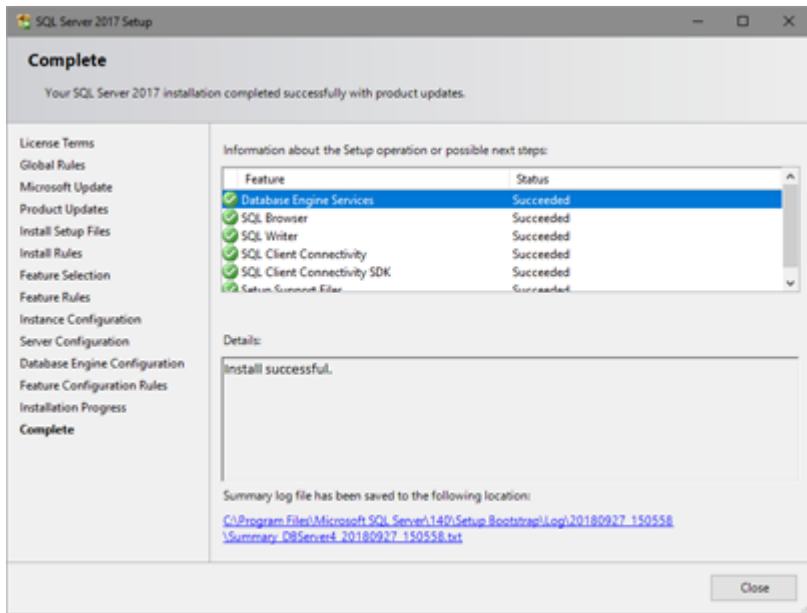 SQL Server 2017 Setup
Complete
Your SQL Server 2017 installation completed successfully with product updates.
License Terms
Global Rules
Microsoft Update
Product Updates
Install Setup Files
Install Rules
Feature Selection
Feature Rules
Instance Configuration
Server Configuration
Database Engine Configuration
Feature Configuration Rules
Installation Progress
Complete
Information about the Setup operation or possible next steps:
Feature Status
Database Engine Services Succeeded
SQL Browser Succeeded
SQL Writer Succeeded
SQL Client Connectivity Succeeded
SQL Client Connectivity SDK Succeeded
Setup Support Files Succeeded
Details:
Install successful.
Summary log file has been saved to the following location:
C:\Program Files\Microsoft SQL Server\140\Setup Bootstrap\Log\20180927_150558
\Summary_DBServer4_20180927_150558.txt
Close